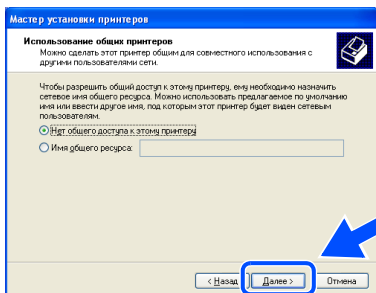 Мастер установки принтеров
Использование общих принтеров
Можно сделать этот принтер общим для совместного использования с
другими пользователями сети.
Чтобы разрешить общий доступ к этому принтеру, ему необходимо назначить
сетевое имя общего ресурса. Можно использовать предлагаемое по умолчанию
имя или ввести другое имя, под которым этот принтер будет виден сетевым
пользователям.
Нет общего доступа к этому принтеру
Имя общего ресурса:
< Назад Далее > Отмена